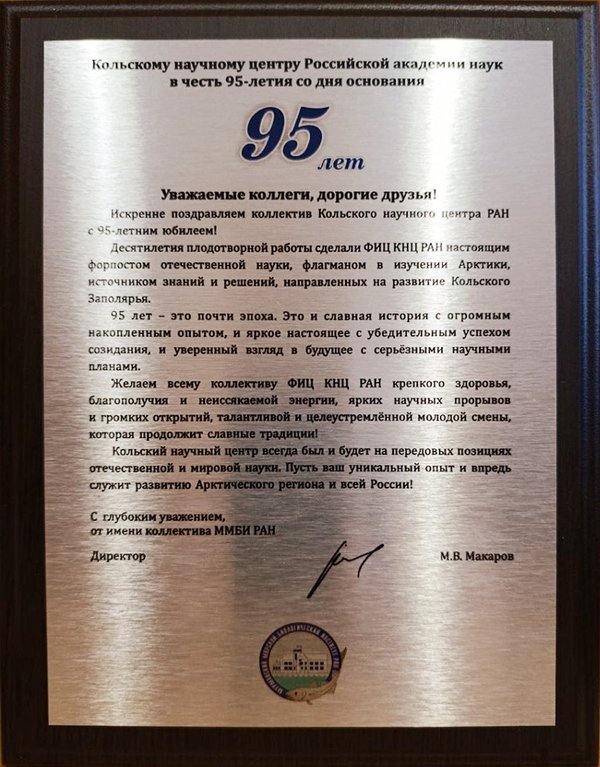 Кольскому научному центру Российской академии наук
в честь 95-летия со дня основания
95 лет
Уважаемые коллеги, дорогие друзья!
Искренне поздравляем коллектив Кольского научного центра РАН
с 95-летним юбилеем!
Десятилетия плодотворной работы сделали ФИЦ КНЦ РАН настоящим
форпостом отечественной науки, флагманом в изучении Арктики,
источником знаний и решений, направленных на развитие Кольского
Заполярья.
95 лет – это почти эпоха. Это и славная история с огромным
накопленным опытом, и яркое настоящее с убедительным успехом
созидания, и уверенный взгляд в будущее с серьёзными научными
планами.
Желаем всему коллективу ФИЦ КНЦ РАН крепкого здоровья,
благополучия и неиссякаемой энергии, ярких научных прорывов
и громких открытий, талантливой и целеустремлённой молодой смены,
которая продолжит славные традиции!
Кольский научный центр всегда был и будет на передовых позициях
отечественной и мировой науки. Пусть ваш уникальный опыт и впредь
служит развитию Арктического региона и всей России!
С глубоким уважением,
от имени коллектива ММБИ РАН
Директор М.В. Макаров
МУРМАНСКИЙ МОРСКОЙ БИОЛОГИЧЕСКИЙ ИНСТИТУТ РАН